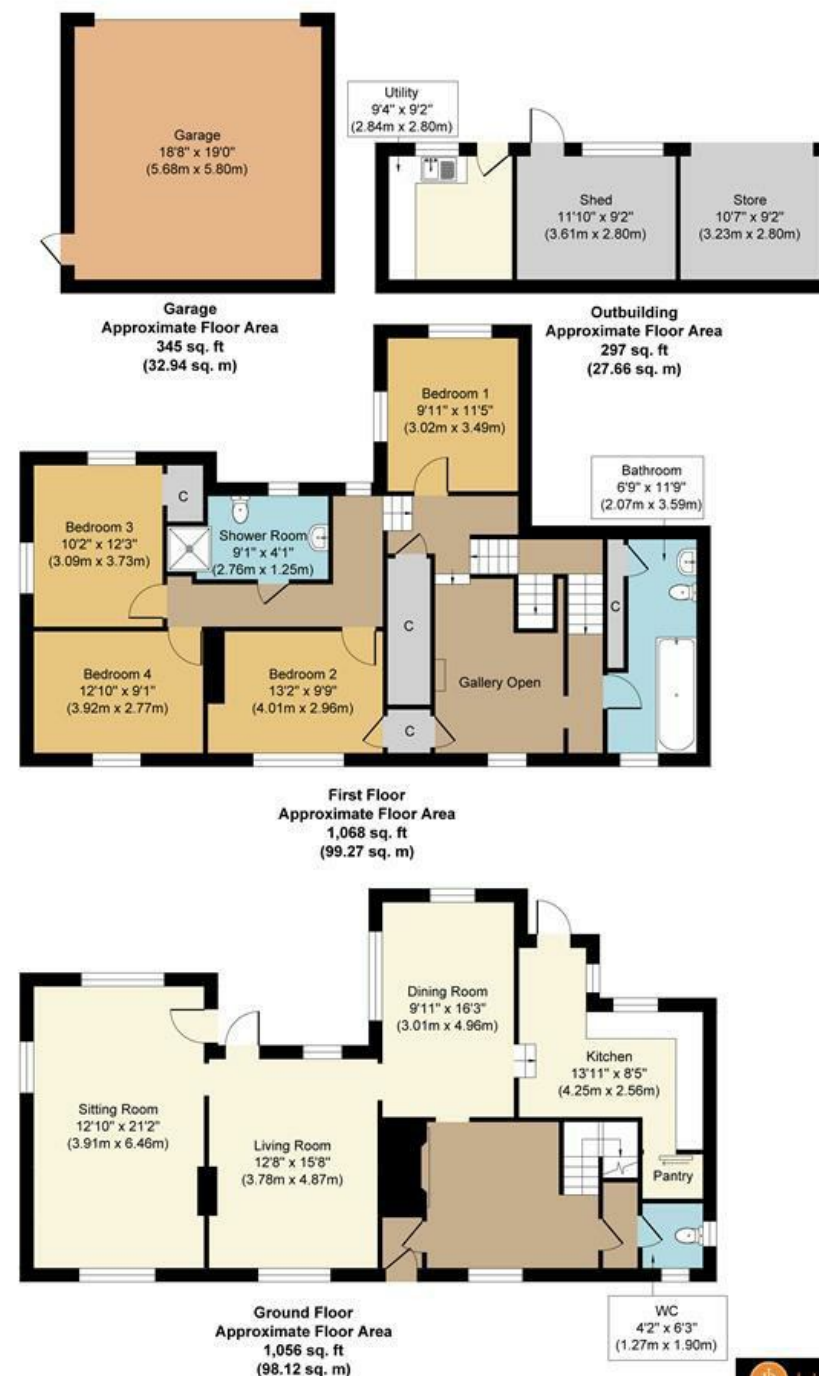 Garage
18'8" x 19'0"
(5.68m x 5.80m)
Garage
Approximate Floor Area
345 sq. ft
(32.94 sq. m)
Utility
9'4" x 9'2"
(2.84m x 2.80m)
Shed
11'10" x 9'2"
(3.61m x 2.80m)
Store
10'7" x 9'2"
(3.23m x 2.80m)
Outbuilding
Approximate Floor Area
297 sq. ft
(27.66 sq. m)
Bedroom 1
9'11" x 11'5"
(3.02m x 3.49m)
Bathroom
6'9" x 11'9"
(2.07m x 3.59m)
Bedroom 3
10'2" x 12'3"
(3.09m x 3.73m)
C
Shower Room
9'1" x 4'1"
(2.76m x 1.25m)
C
C
Bedroom 4
12'10" x 9'1"
(3.92m x 2.77m)
Bedroom 2
13'2" x 9'9"
(4.01m x 2.96m)
Gallery Open
C
First Floor
Approximate Floor Area
1,068 sq. ft
(99.27 sq. m)
Dining Room
9'11" x 16'3"
(3.01m x 4.96m)
Kitchen
13'11" x 8'5"
(4.25m x 2.56m)
Sitting Room
12'10" x 21'2"
(3.91m x 6.46m)
Living Room
12'8" x 15'8"
(3.78m x 4.87m)
Pantry
WC
4'2" x 6'3"
(1.27m x 1.90m)
Ground Floor
Approximate Floor Area
1,056 sq. ft
(98.12 sq. m)